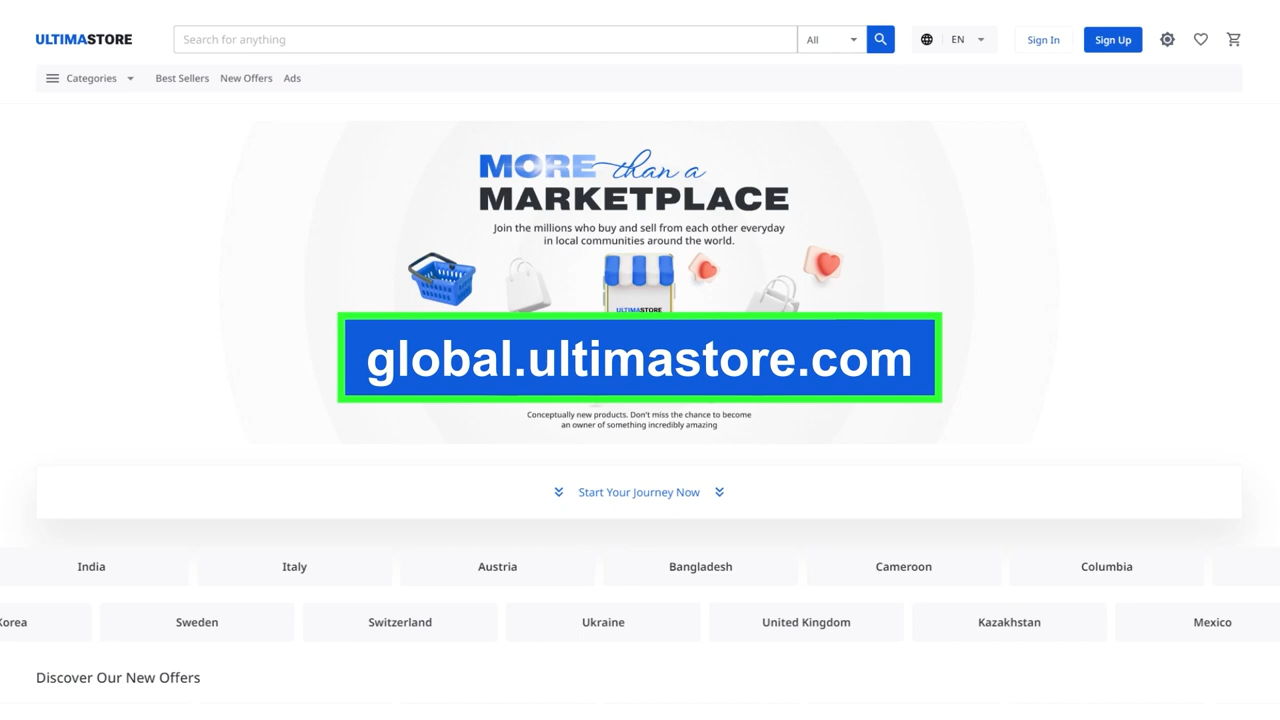 ULTIMASTORE
Search for anything
All
EN
Sign In
Sign Up
Categories
Best Sellers
New Offers
Ads
MORE than a
MARKETPLACE
Join the millions who buy and sell from each other everyday
in local communities around the world.
ULTIMASTORE
global.ultimastore.com
Conceptually new products. Don't miss the chance to become
an owner of something incredibly amazing
Start Your Journey Now
India Italy Austria Bangladesh Cameroon Columbia
Korea Sweden Switzerland Ukraine United Kingdom Kazakhstan Mexico
Discover Our New Offers